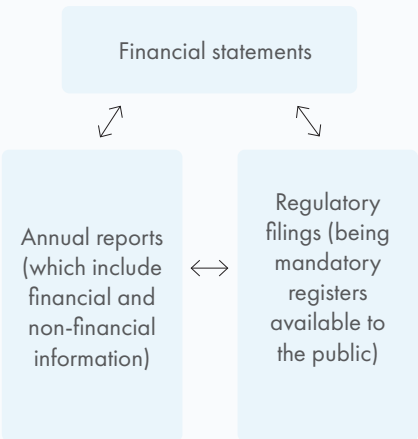 Financial statements
Annual reports
(which include
financial and
non-financial
information)
Regulatory
filings (being
mandatory
registers
available to
the public)